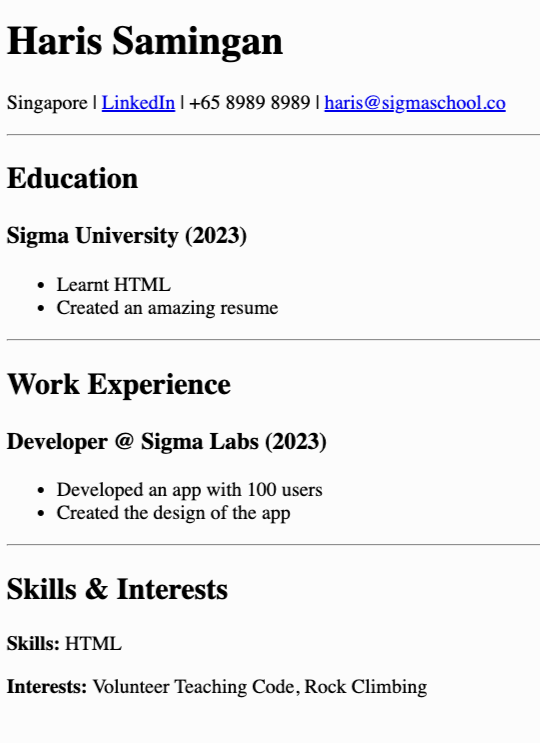 Haris Samingan
Singapore | LinkedIn | +65 8989 8989 | haris@sigmaschool.co
Education
Sigma University (2023)
• Learnt HTML
• Created an amazing resume
Work Experience
Developer @ Sigma Labs (2023)
• Developed an app with 100 users
• Created the design of the app
Skills & Interests
Skills: HTML
Interests: Volunteer Teaching Code, Rock Climbing